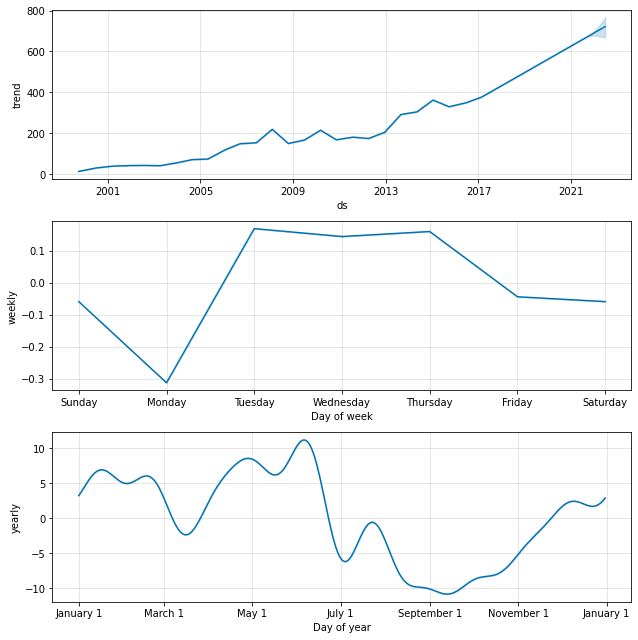 800
600
400
200
0
trend
2001 2005 2009 2013 2017 2021
ds
0.1
0.0
−0.1
−0.2
−0.3
weekly
Sunday Monday Tuesday Wednesday Thursday Friday Saturday
Day of week
10
5
0
−5
−10
yearly
January 1 March 1 May 1 July 1 September 1 November 1 January 1
Day of year